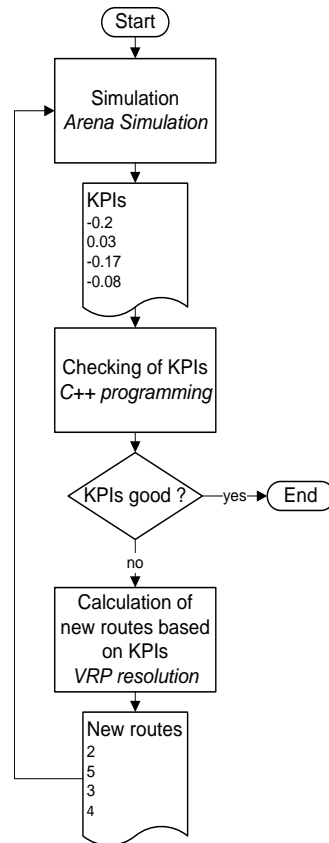 Start
Simulation
Arena Simulation
KPIs
-0.2
0.03
-0.17
-0.08
Checking of KPIs
C++ programming
KPIs good ?
yes
End
no
Calculation of
new routes based
on KPIs
VRP resolution
New routes
2
5
3
4